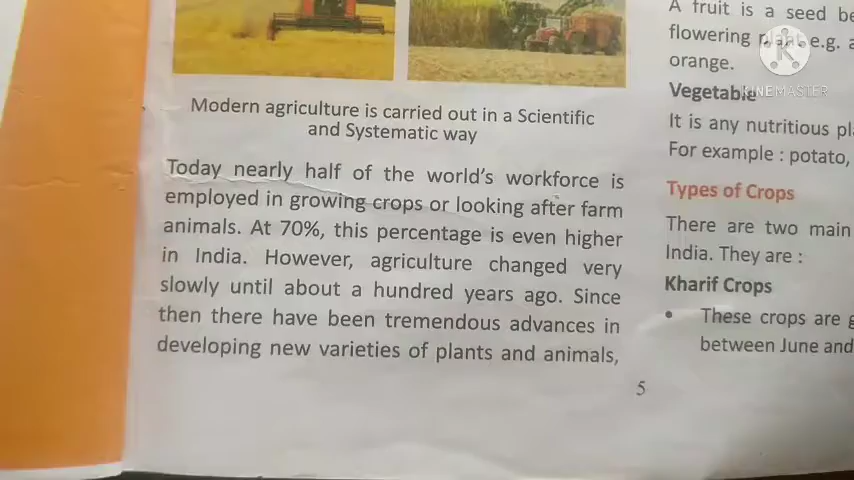 Modern agriculture is carried out in a Scientific
and Systematic way
Today nearly half of the world's workforce is
employed in growing crops or looking after farm
animals. At 70%, this percentage is even higher
in India. However, agriculture changed very
slowly until about a hundred years ago. Since
then there have been tremendous advances in
developing new varieties of plants and animals,
5
A fruit is a seed
flowering plant e.g.
orange.
Vegetable
It is any nutritious
For example : potato,
Types of Crops
There are two main
India. They are :
Kharif Crops
• These crops are
between June and
KINEMASTER